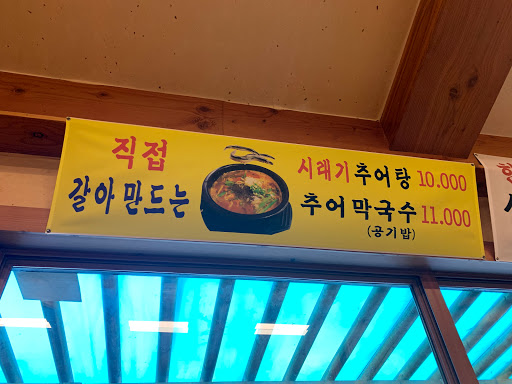 직접
갈아 만드는
시래기 추어탕 10.000
추어 막국수 11.000
(공기밥)